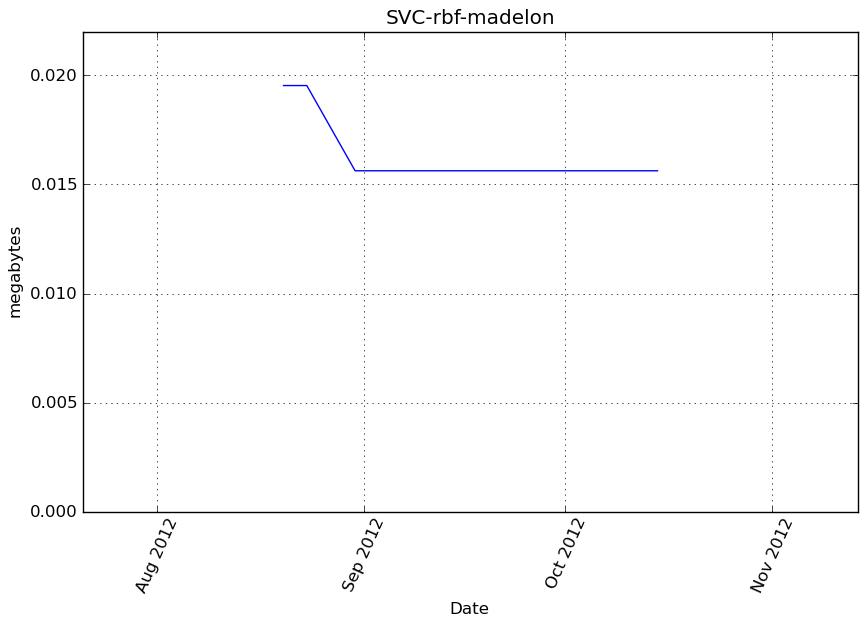 SVC-rbf-madelon
0.020
0.015
0.010
0.005
0.000
megabytes
Aug 2012
Sep 2012
Oct 2012
Nov 2012
Date